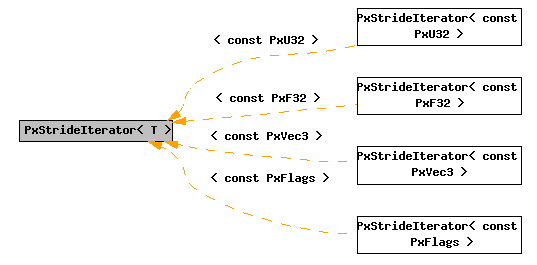 PxStrideIterator< const
PxU32 >
< const PxU32 >
PxStrideIterator< const
PxF32 >
< const PxF32 >
PxStrideIterator< T >
< const PxVec3 >
PxStrideIterator< const
PxVec3 >
< const PxFlags >
PxStrideIterator< const
PxFlags >